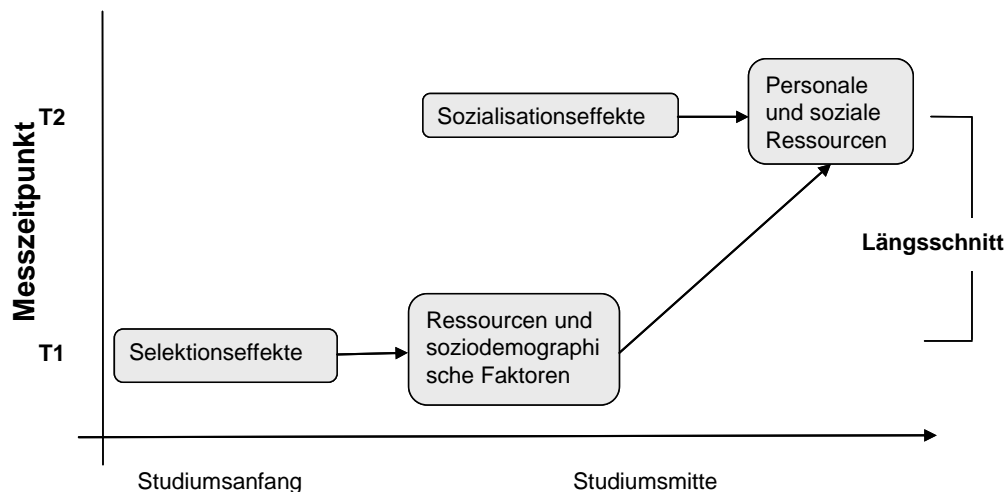 Messzeitpunkt
T2
Sozialisationseffekte
Personale
und soziale
Ressourcen
Längsschnitt
T1
Selektionseffekte
Ressourcen und
soziodemographi
sche Faktoren
Studiumsanfang
Studiumsmitte